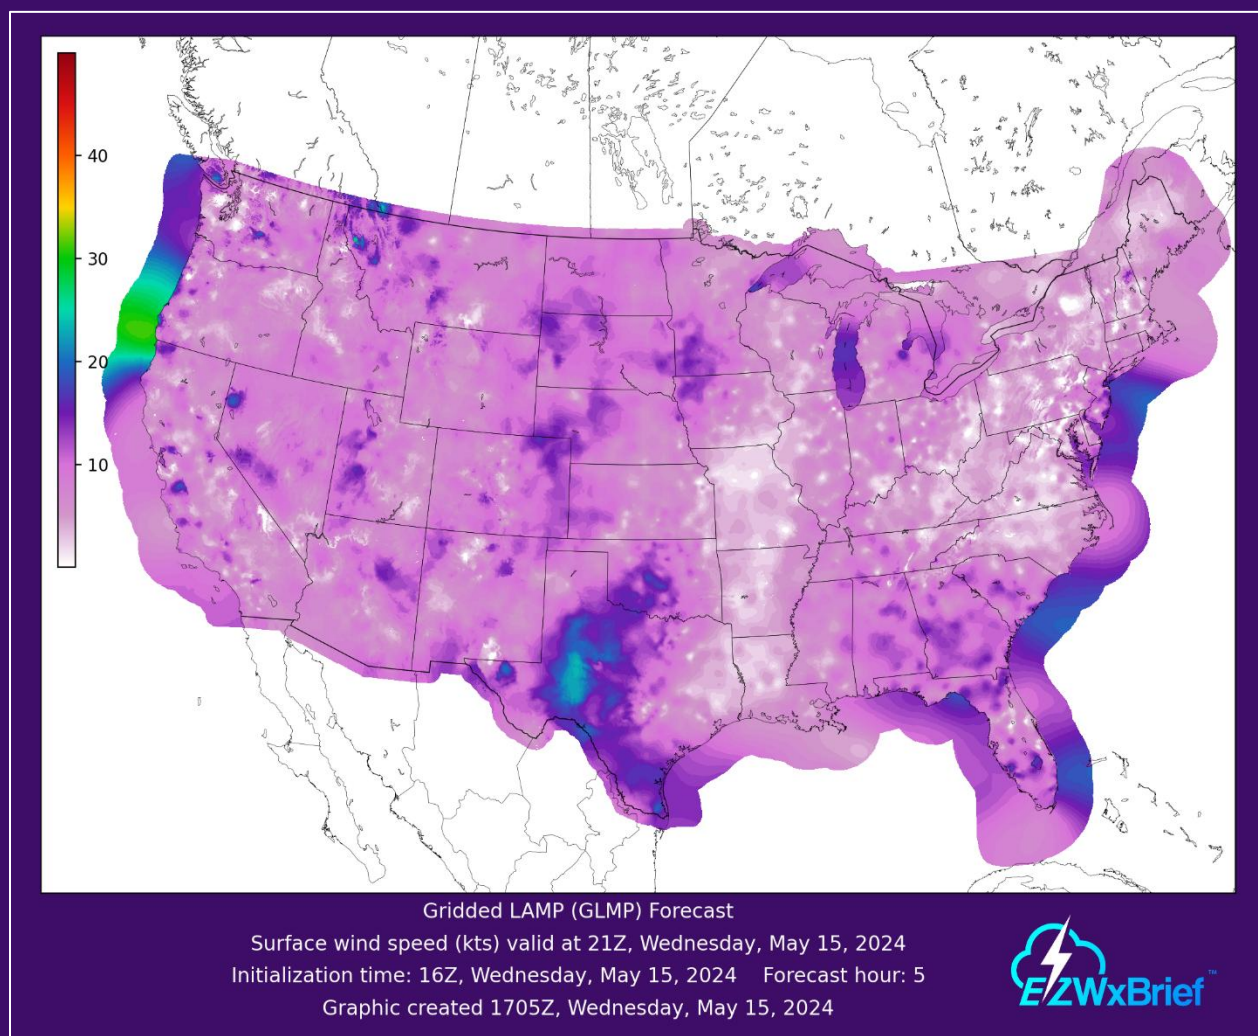 40
30
20
10
Gridded LAMP (GLMP) Forecast
Surface wind speed (kts) valid at 21Z, Wednesday, May 15, 2024
Initialization time: 16Z, Wednesday, May 15, 2024    Forecast hour: 5
Graphic created 1705Z, Wednesday, May 15, 2024
EZWxBrief™